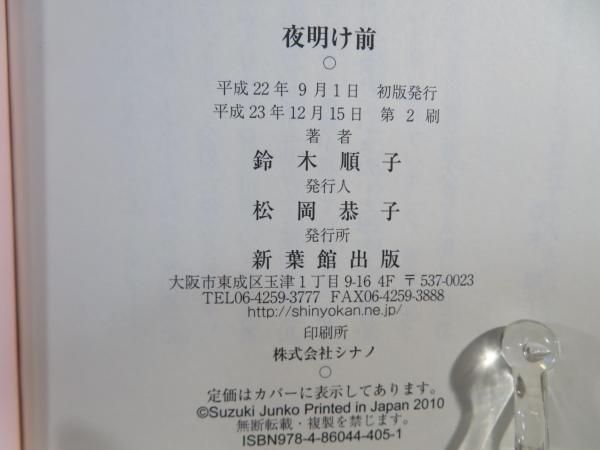 夜明け前
○
平成22年 9月1日 初版発行
平成23年12月15日 第 2 刷
著 者
鈴 木 順 子
発行人
松 岡 恭 子
発行所
新 葉 館 出 版
大阪市東成区玉津1丁目9-16 4F 〒537-0023
TEL06-4259-3777 FAX06-4259-3888
http://shinyokan.ne.jp/
印刷所
株式会社シナノ
○
定価はカバーに表示してあります。
©Suzuki Junko Printed in Japan 2010
無断転載・複製を禁じます。
ISBN978-4-86044-405-1